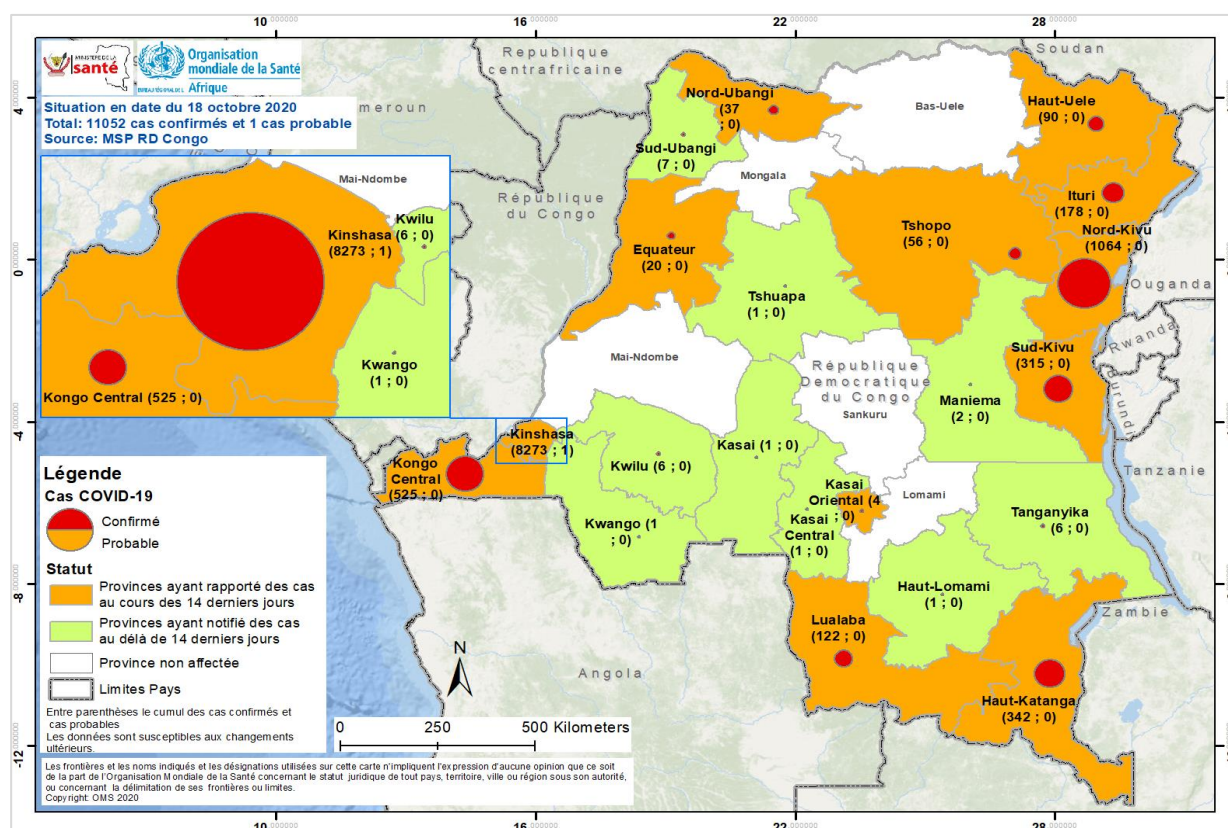 10.000000
16.000000
22.000000
28.000000
MINISTERE DE LA
santé
Organisation
mondiale de la Santé
BUREAU RÉGIONAL DE L'
Afrique
Situation en date du 18 octobre 2020
Total: 11052 cas confirmés et 1 cas probable
Source: MSP RD Congo
République
centrafricaine
Soudan
ameroun
Nord-Ubangi
(37
; 0)
Bas-Uele
Haut-Uele
(90 ; 0)
Sud-Ubangi
(7 ; 0)
Mongala
Mai-Ndombe
République
du Congo
Kwilu
(6 ; 0)
Kinshasa
(8273 ; 1)
Kwango
(1 ; 0)
Kongo Central (525 ; 0)
Ituri
(178 ; 0)
Nord-Kivu
(1064 ; 0)
Tshopo
(56 ; 0)
Equateur
(20 ; 0)
Ouganda
Tshuapa
(1 ; 0)
Rwanda
Burundi
Mai-Ndombe
République
Democratique
du Congo
Sankuru
Sud-Kivu
(315 ; 0)
Maniema
(2 ; 0)
Kinshasa
(8273 ; 1)
Kongo
Central
(525 ; 0)
Kwilu (6 ; 0)
Kasai (1 ; 0)
Tanzanie
Kasai
Oriental (4
; 0)
Lomami
Kasai
Central
(1 ; 0)
Kwango (1
; 0)
Tanganyika
(6 ; 0)
Haut-Lomami
(1 ; 0)
Lualaba
(122 ; 0)
Zambie
Angola
Haut-Katanga
(342 ; 0)
Légende
Cas COVID-19
Confirmé
Probable
Statut
Provinces ayant rapporté des cas
au cours des 14 derniers jours
Provinces ayant notifié des cas
au délà de 14 derniers jours
Province non affectée
Limites Pays
Entre parenthèses le cumul des cas confirmés et
cas probables
Les données sont susceptibles aux changements
ultérieurs.
N
0 250 500 Kilometers
Les frontières et les noms indiqués et les désignations utilisées sur cette carte n'impliquent l'expression d'aucune opinion que ce soit
de la part de l'Organisation Mondiale de la Santé concernant le statut juridique de tout pays, territoire, ville ou région sous son autorité,
ou concernant la délimitation de ses frontières ou limites.
Copyright: OMS 2020